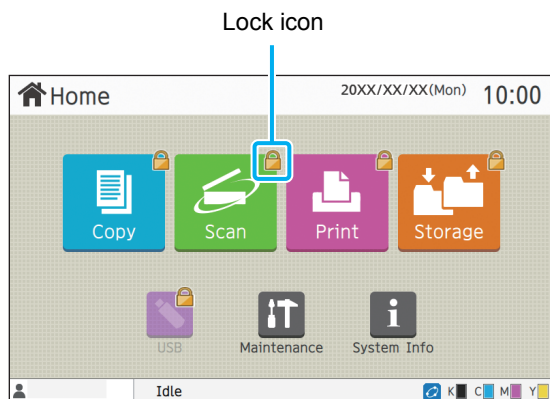 Lock icon
Home 20XX/XX/XX(Mon) 10:00
Copy Scan Print Storage
USB Maintenance System Info
Idle K C M Y